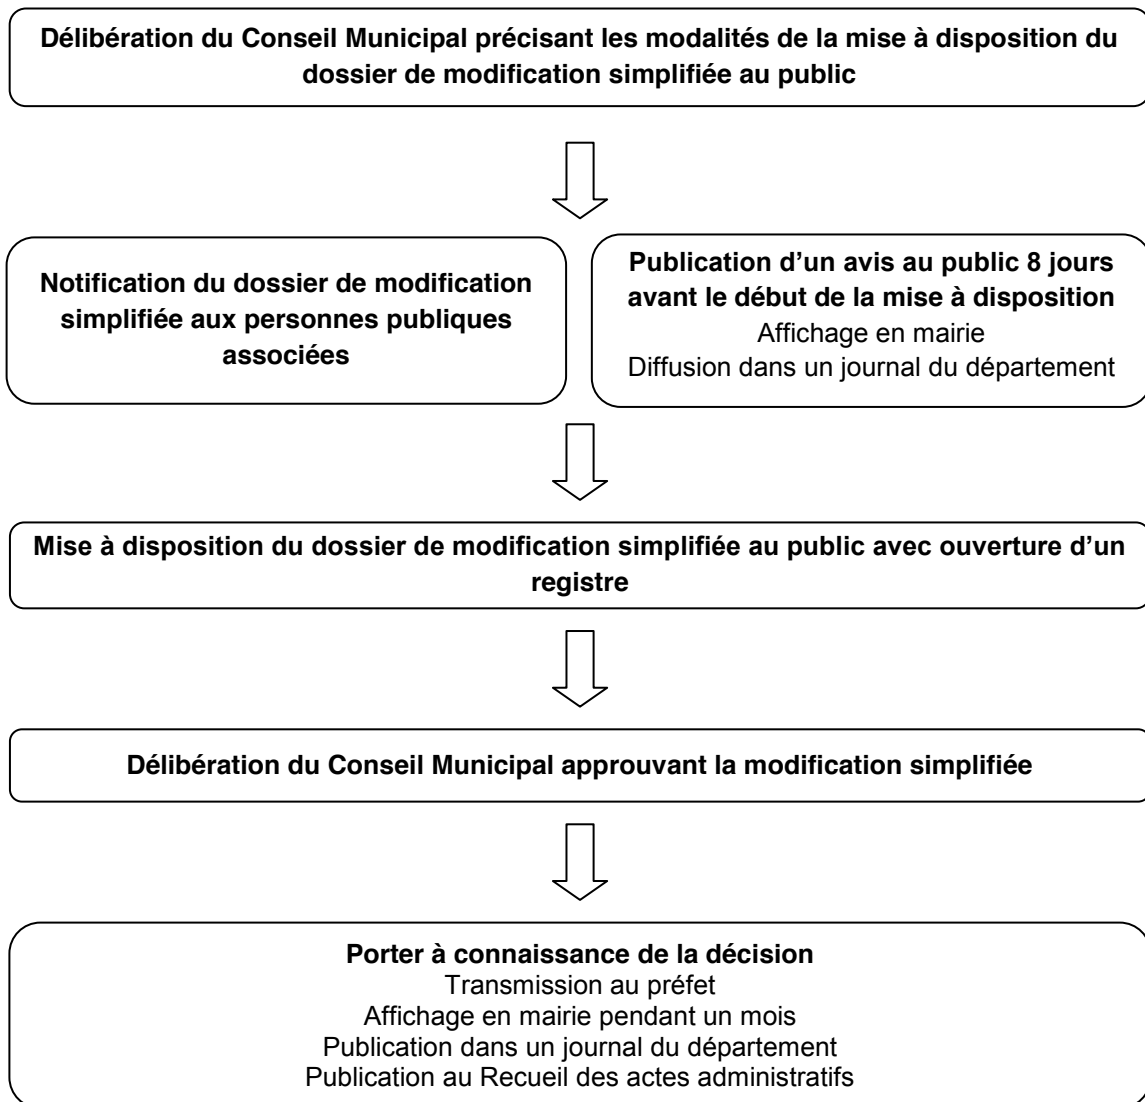 Délibération du Conseil Municipal précisant les modalités de la mise à disposition du
dossier de modification simplifiée au public
Notification du dossier de modification
simplifiée aux personnes publiques
associées
Publication d’un avis au public 8 jours
avant le début de la mise à disposition
Affichage en mairie
Diffusion dans un journal du département
Mise à disposition du dossier de modification simplifiée au public avec ouverture d’un
registre
Délibération du Conseil Municipal approuvant la modification simplifiée
Porter à connaissance de la décision
Transmission au préfet
Affichage en mairie pendant un mois
Publication dans un journal du département
Publication au Recueil des actes administratifs